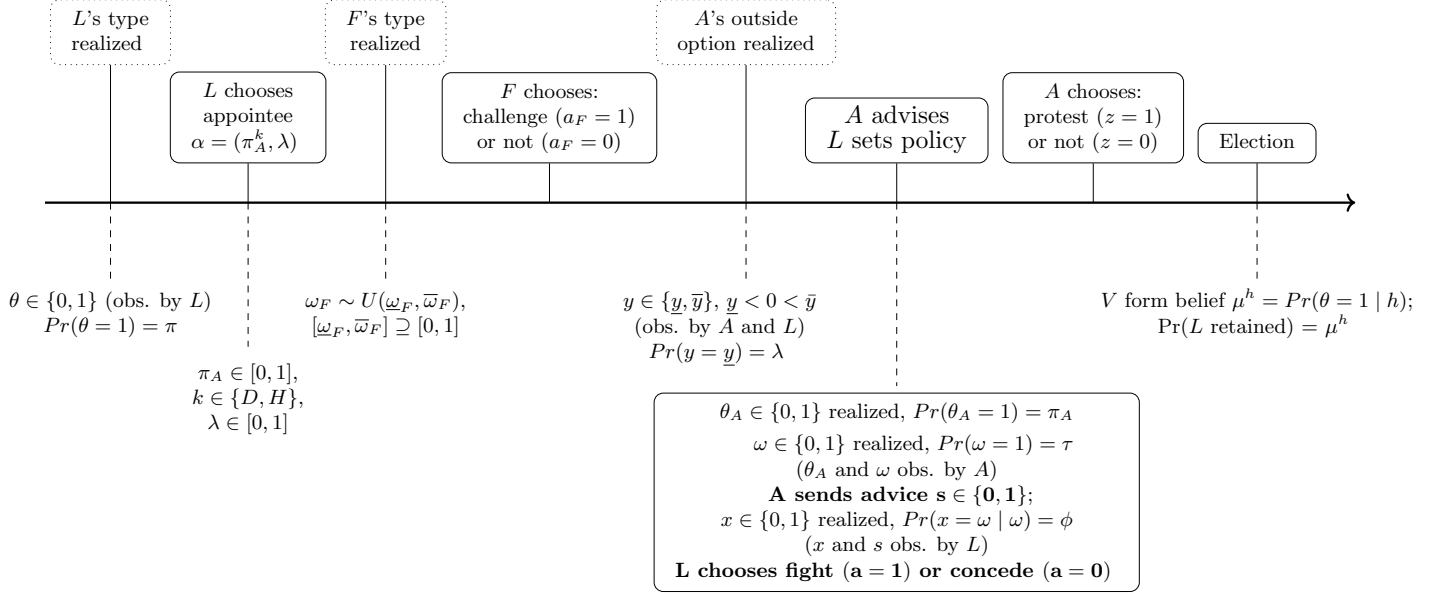 L's type
realized
L chooses
appointee
α = (π_A^k, λ)
F's type
realized
F chooses:
challenge (a_F = 1)
or not (a_F = 0)
A's outside
option realized
A advises
L sets policy
A chooses:
protest (z = 1)
or not (z = 0)
Election
θ ∈ {0, 1} (obs. by L)
Pr(θ = 1) = π
π_A ∈ [0, 1],
k ∈ {D, H},
λ ∈ [0, 1]
ω_F ∼ U(ω̲_F, ω̅_F),
[ω̲_F, ω̅_F] ⊇ [0, 1]
y ∈ {y̲, y̅}, y̲ < 0 < ȳ
(obs. by A and L)
Pr(y = y̲) = λ
θ_A ∈ {0, 1} realized, Pr(θ_A = 1) = π_A
ω ∈ {0, 1} realized, Pr(ω = 1) = τ
(θ_A and ω obs. by A)
A sends advice s ∈ {0, 1};
x ∈ {0, 1} realized, Pr(x = ω | ω) = ϕ
(x and s obs. by L)
L chooses fight (a = 1) or concede (a = 0)
V form belief μ^h = Pr(θ = 1 | h);
Pr(L retained) = μ^h